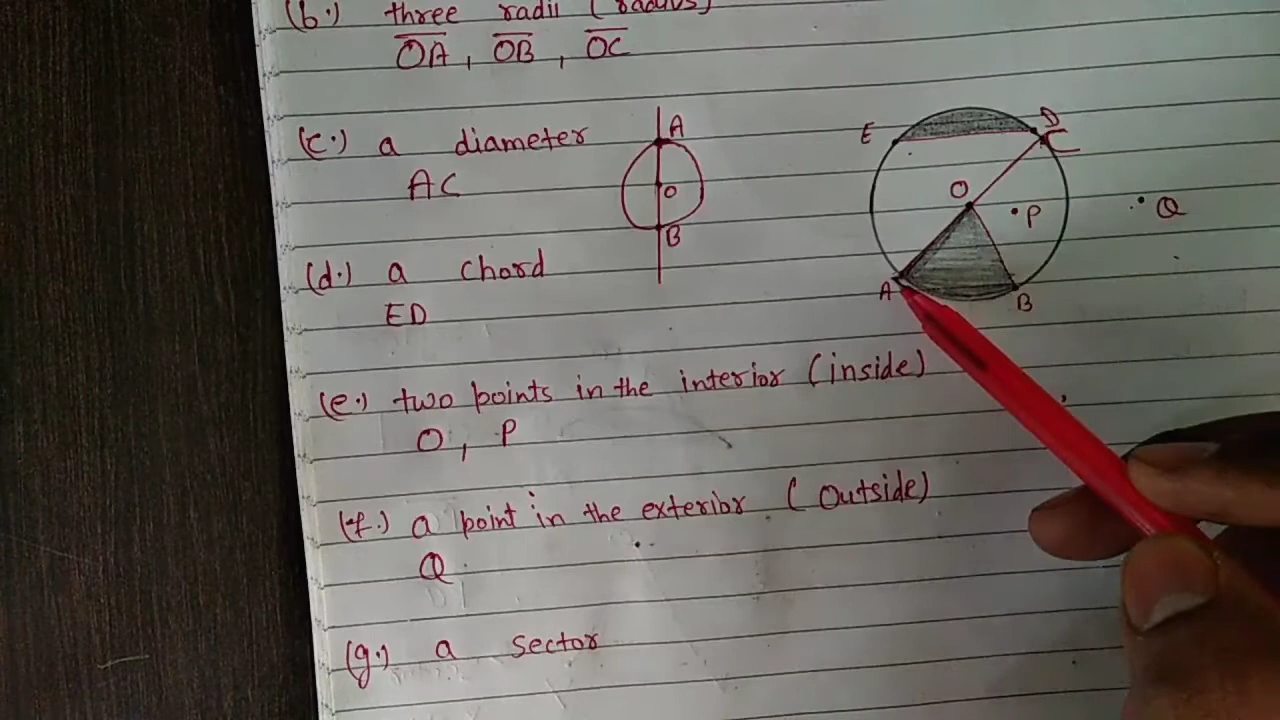 (b.) three radii (radius)
OA, OB, OC
(c.) a diameter
AC
A
O
B
(d.) a chord
ED
E
D
C
O
P
Q
A
B
(e.) two points in the interior (inside)
O, P
(f.) a point in the exterior (outside)
Q
(g.) a sector